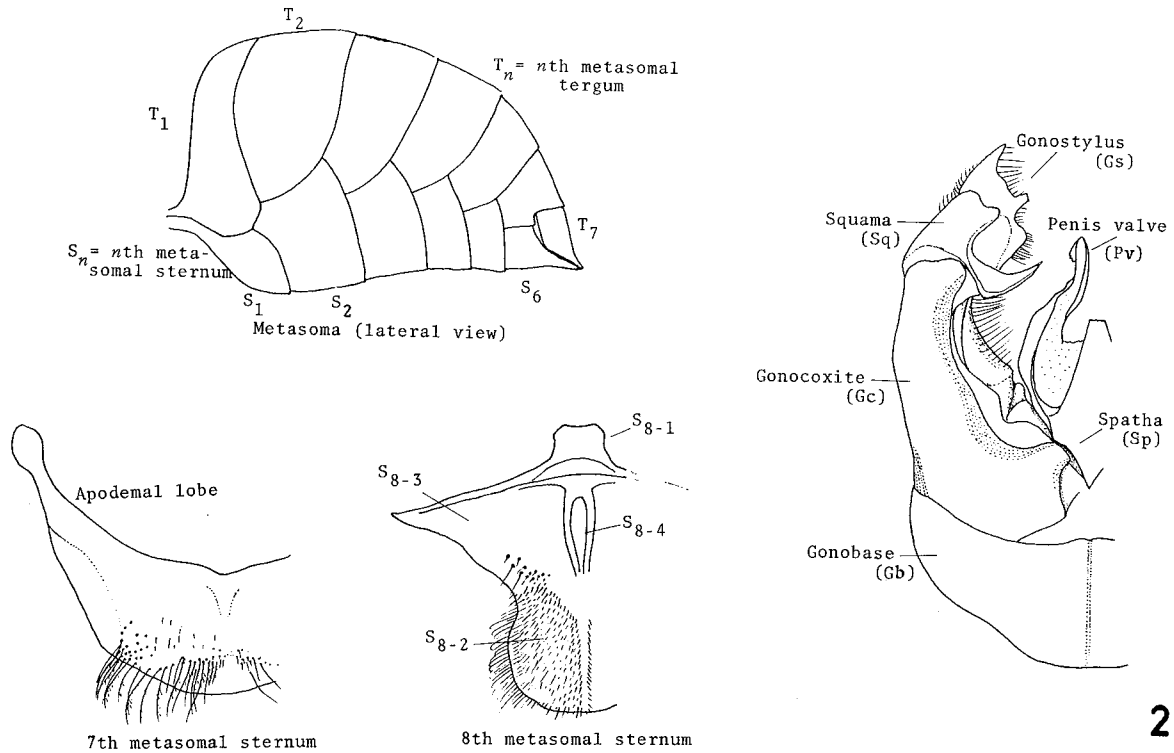 T2
Tn = nth metasomal
tergum
T1
T7
Sn = nth meta-
somal sternum
S1
S2
S6
Metasoma (lateral view)
Apodemal lobe
7th metasomal sternum
S8-1
S8-3
S8-4
S8-2
8th metasomal sternum
Gonostylus
(Gs)
Squama
(Sq)
Penis valve
(Pv)
Gonocoxite
(Gc)
Spatha
(Sp)
Gonobase
(Gb)
2